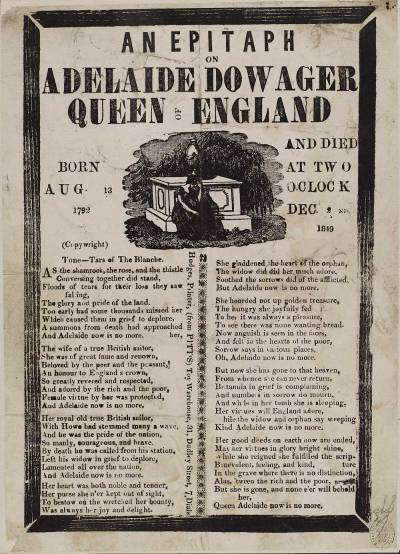 AN EPITAPH
ON
ADELAIDE DOWAGER
QUEEN OF ENGLAND
BORN
AUG. 13
1792
AND DIED
AT TWO
O.CLOCK
DEC. 2 ND.
1849
(Copyright)
Tune—Tars of The Blanche.
AS the shamrock, the rose, and the thistle
Conversing together did stand,
Floods of tears for their loss they saw
falling,
The glory and pride of the land.
Too early had some thousands missed her
Which caused them in grief to deplore.
A summons from death had approached
her,
And Adelaide now is no more.
The wife of a true British sailor,
She was of great fame and renown,
Beloved by the peer and the peasant,
An honour to England's crown,
So greatly revered and respected,
And adored by the rich and the poor,
Female virtue by her was protected,
And Adelaide now is no more.
Her royal old true British sailor,
With Howe had stemmed many a wave,
And he was the pride of the nation,
So manly, courageous, and brave.
By death he was called from his station,
Left his widow in grief to deplore,
Lamented all over the nation,
And Adelaide now is no more.
Her heart was both noble and tender,
Her purse she n'er kept out of sight,
To bestow on the wretched her bounty,
Was always her joy and delight.
Hodges, Printer, (from PITTS) Toy Warehouse, 31, Dudley Street, 7, Dials
She gladdened the heart of the orphan,
The widow did did her much adore,
Soothed the sorrows did of the afflicted,
But Adelaide now is no more.
She hoarded not up golden treasure,
The hungry she joyfully fed
To her it was always a pleasure,
To see there was none wanting bread.
Now anguish is seen in the faces,
And felt in the hearts of the poor,
Sorrow says in various places,
Oh, Adelaide now is no more.
But now she has gone to that heaven,
From whence she can never return,
Britannia in grief is complaining,
And numbers in sorrow do mourn,
And while in her tomb she is sleeping,
Her virtues will England adore,
hile the widow and orphan say weeping
Kind Adelaide now is no more.
Her good deeds on earth now are ended,
May her virtues in glory bright shine,
while she reigned she fulfilled the scrip-
ture
Benevolent, feeling, and kind,
In the grave where there is no distinction,
Alas, tween the rich and the poor,
But she is gone, and none e'er will behold
her,
Queen Adelaide now is no more.